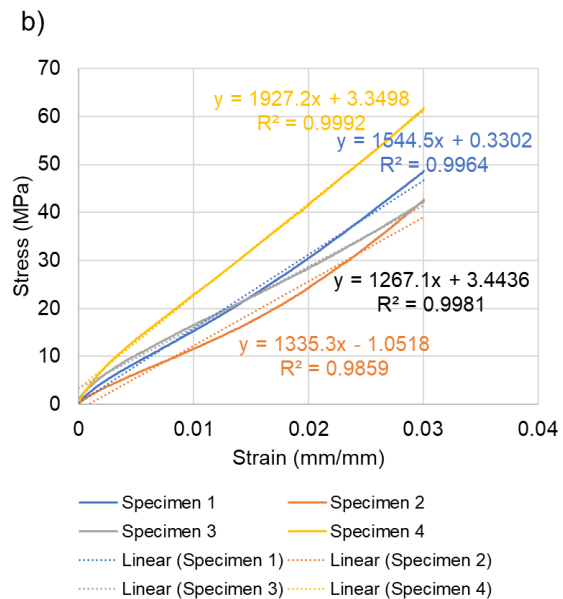 b)
70
60
50
40
30
20
10
0
Stress (MPa)
y = 1927.2x + 3.3498
R² = 0.9992
y = 1544.5x + 0.3302
R² = 0.9964
y = 1267.1x + 3.4436
R² = 0.9981
y = 1335.3x - 1.0518
R² = 0.9859
0 0.01 0.02 0.03 0.04
Strain (mm/mm)
Specimen 1 Specimen 2
Specimen 3 Specimen 4
Linear (Specimen 1) Linear (Specimen 2)
Linear (Specimen 3) Linear (Specimen 4)